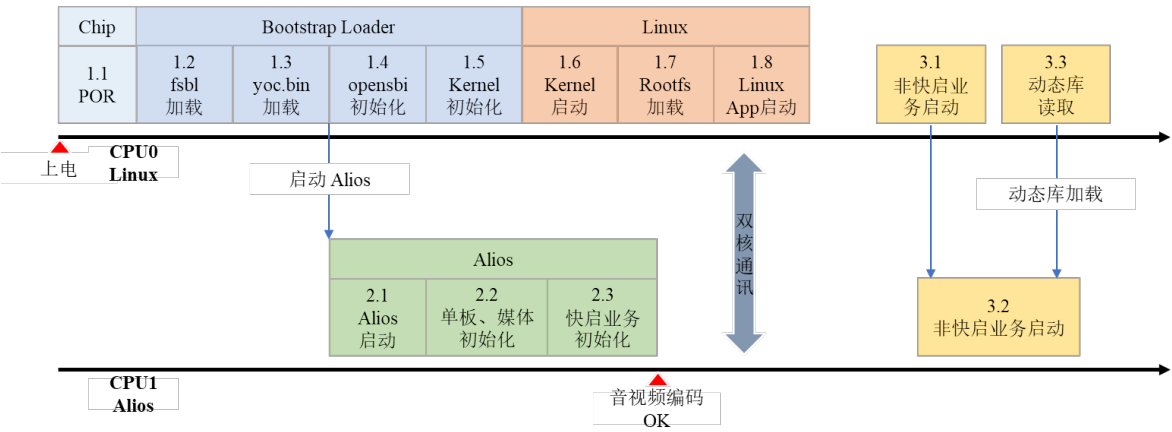 Chip
Bootstrap Loader
Linux
1.1
POR
1.2
fsbl
加载
1.3
yoc.bin
加载
1.4
opensbi
初始化
1.5
Kernel
初始化
1.6
Kernel
启动
1.7
Rootfs
加载
1.8
Linux
App启动
3.1
非快启业
务启动
3.3
动态库
读取
上电
CPU0
Linux
启动 Alios
双
核
通
讯
动态库加载
Alios
2.1
Alios
启动
2.2
单板、媒体
初始化
2.3
快启业务
初始化
3.2
非快启业务启动
CPU1
Alios
音视频编码
OK